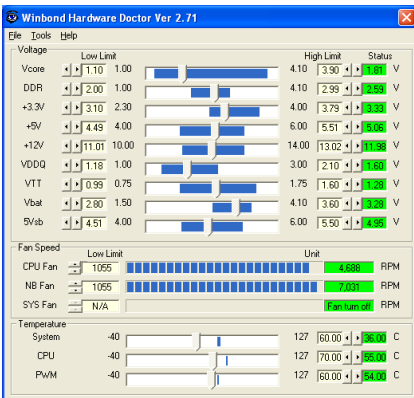 Winbond Hardware Doctor Ver 2.71
File Tools Help
Voltage Low Limit High Limit Status
Vcore 1.10 1.00 4.10 3.90 1.81 V
DDR 2.00 1.00 4.10 2.99 2.59 V
+3.3V 3.10 2.30 4.00 3.79 3.33 V
+5V 4.49 4.00 6.00 5.51 5.06 V
+12V 11.01 10.00 14.00 13.02 11.98 V
VDDQ 1.18 1.00 3.00 2.10 1.60 V
VTT 0.99 0.75 1.75 1.60 1.28 V
Vbat 2.80 1.50 4.10 3.60 3.28 V
5Vsb 4.51 4.00 6.00 5.50 4.95 V
Fan Speed Low Limit Unit
CPU Fan 1055 4,688 RPM
NB Fan 1055 7,031 RPM
SYS Fan N/A Fan turn off RPM
Temperature
System -40 127 60.00 36.00 C
CPU -40 127 70.00 55.00 C
PWM -40 127 60.00 54.00 C